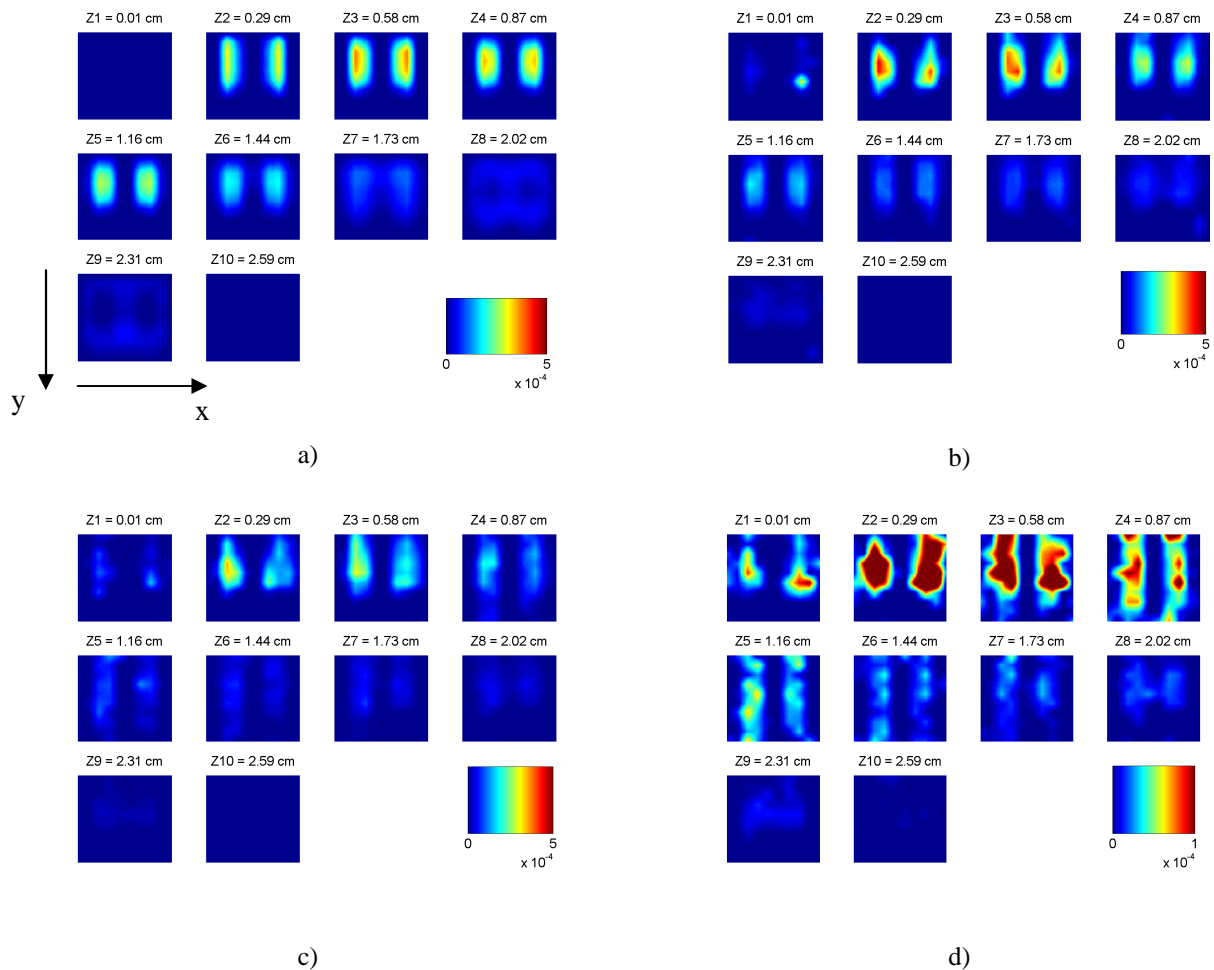 Z1 = 0.01 cm Z2 = 0.29 cm Z3 = 0.58 cm Z4 = 0.87 cm
Z5 = 1.16 cm Z6 = 1.44 cm Z7 = 1.73 cm Z8 = 2.02 cm
Z9 = 2.31 cm Z10 = 2.59 cm
0 5
x 10⁻⁴
y
x
a)
Z1 = 0.01 cm Z2 = 0.29 cm Z3 = 0.58 cm Z4 = 0.87 cm
Z5 = 1.16 cm Z6 = 1.44 cm Z7 = 1.73 cm Z8 = 2.02 cm
Z9 = 2.31 cm Z10 = 2.59 cm
0 5
x 10⁻⁴
b)
Z1 = 0.01 cm Z2 = 0.29 cm Z3 = 0.58 cm Z4 = 0.87 cm
Z5 = 1.16 cm Z6 = 1.44 cm Z7 = 1.73 cm Z8 = 2.02 cm
Z9 = 2.31 cm Z10 = 2.59 cm
0 5
x 10⁻⁴
c)
Z1 = 0.01 cm Z2 = 0.29 cm Z3 = 0.58 cm Z4 = 0.87 cm
Z5 = 1.16 cm Z6 = 1.44 cm Z7 = 1.73 cm Z8 = 2.02 cm
Z9 = 2.31 cm Z10 = 2.59 cm
0 1
x 10⁻⁴
d)